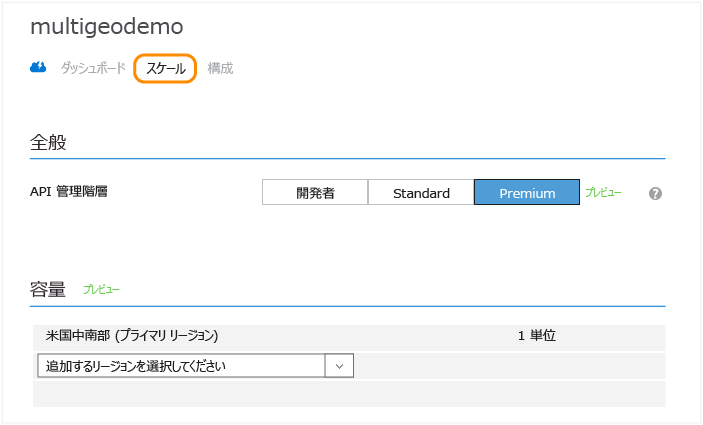 multigeodemo
ダッシュボード スケール 構成
全般
API 管理階層 開発者 Standard Premium プレビュー ?
容量 プレビュー
米国中南部 (プライマリ リージョン) 1 単位
追加するリージョンを選択してください